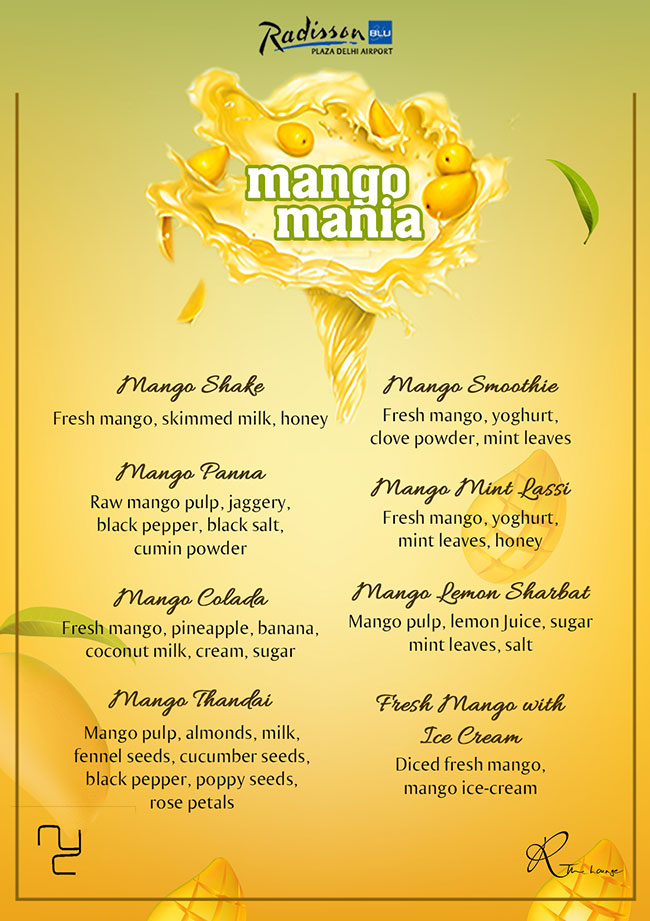 Radisson BLU
PLAZA DELHI AIRPORT
mango
mania
Mango Shake
Fresh mango, skimmed milk, honey
Mango Panna
Raw mango pulp, jaggery,
black pepper, black salt,
cumin powder
Mango Colada
Fresh mango, pineapple, banana,
coconut milk, cream, sugar
Mango Thandai
Mango pulp, almonds, milk,
fennel seeds, cucumber seeds,
black pepper, poppy seeds,
rose petals
Mango Smoothie
Fresh mango, yoghurt,
clove powder, mint leaves
Mango Mint Lassi
Fresh mango, yoghurt,
mint leaves, honey
Mango Lemon Sharbat
Mango pulp, lemon Juice, sugar
mint leaves, salt
Fresh Mango with
Ice Cream
Diced fresh mango,
mango ice-cream
nyc
R The Lounge